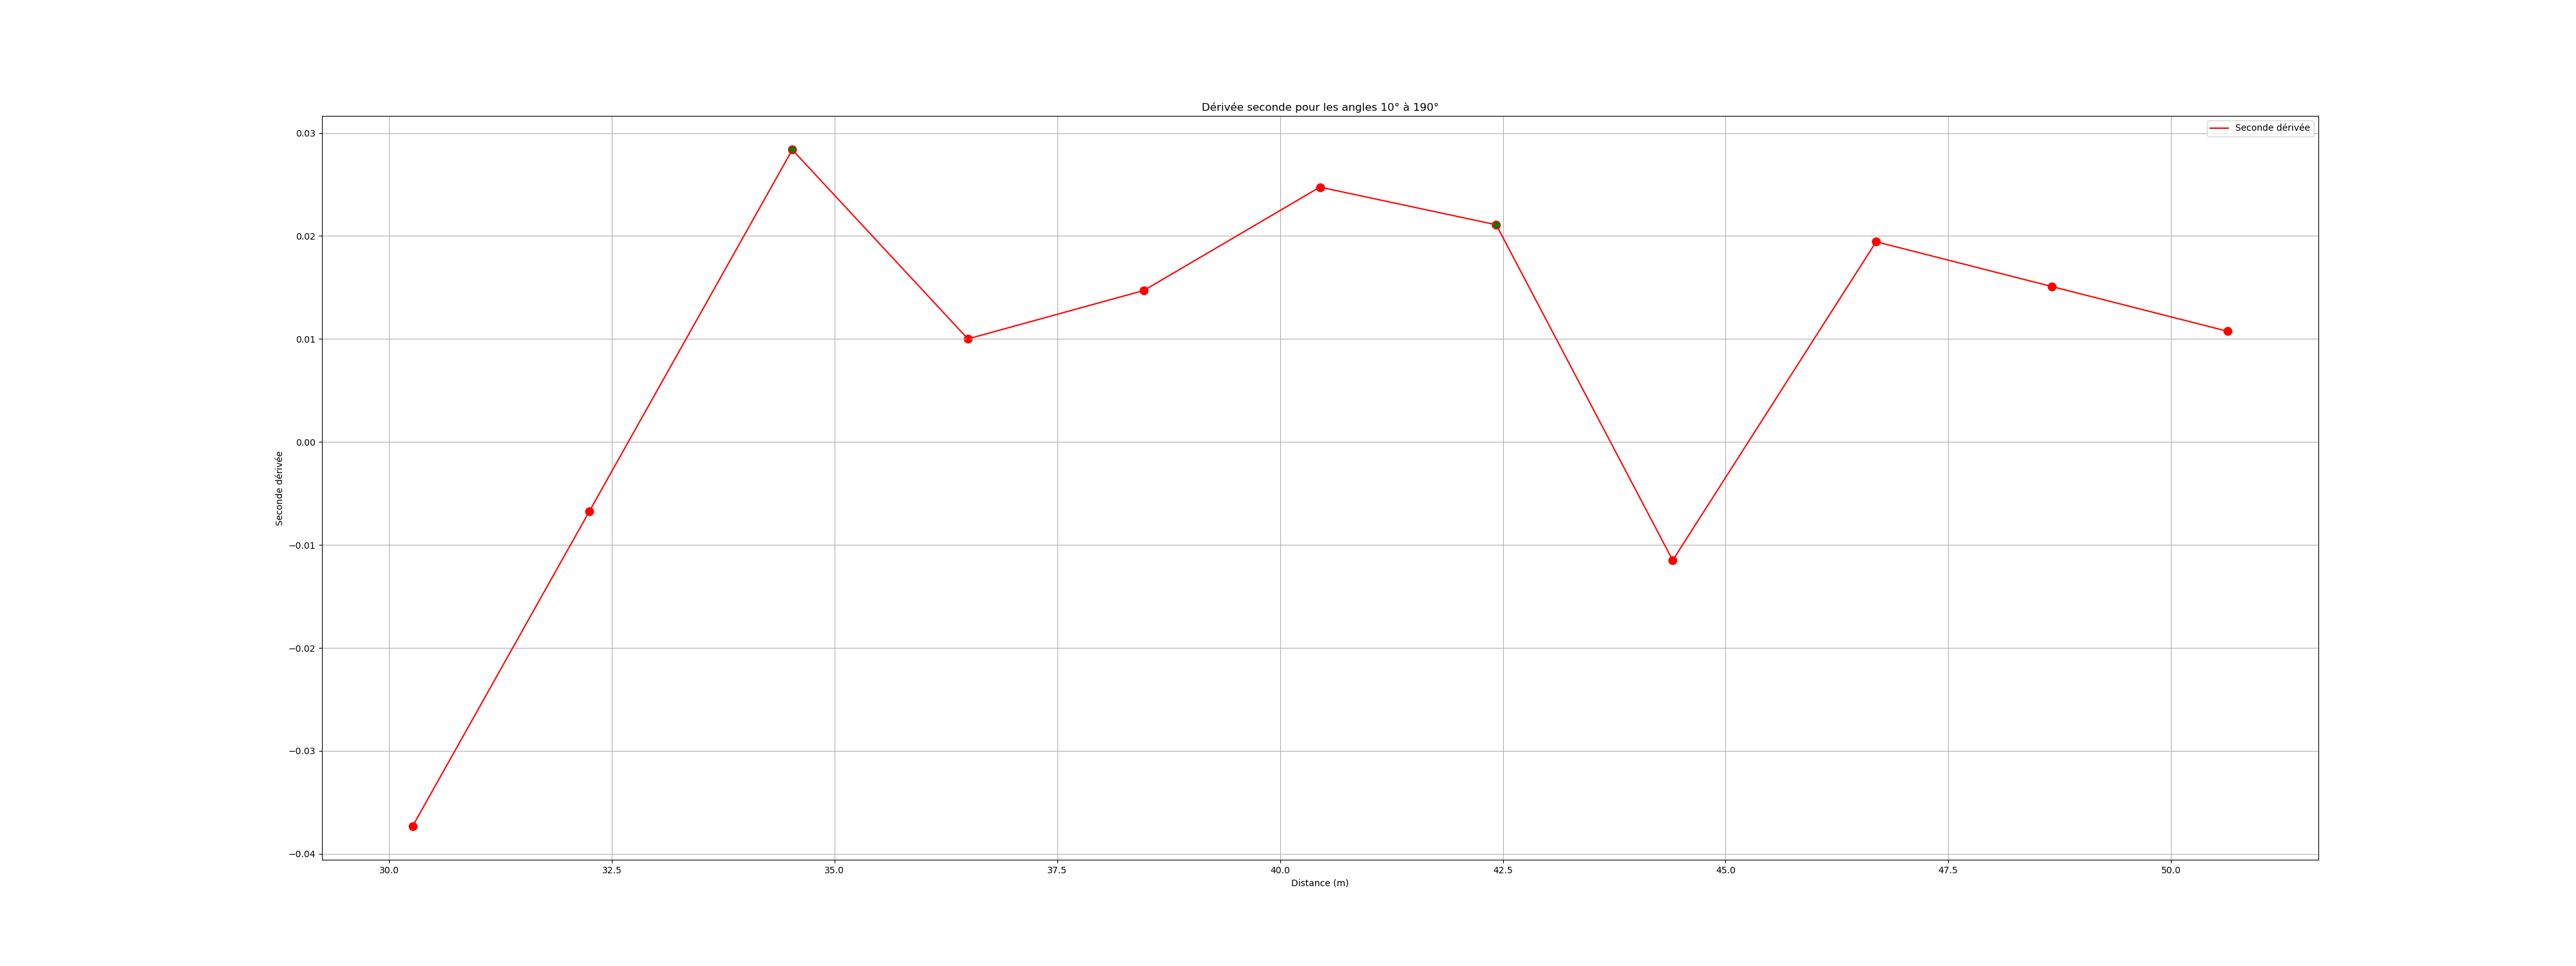 Dérivée seconde pour les angles 10° à 190°
Seconde dérivée
0.03
0.02
0.01
0.00
−0.01
−0.02
−0.03
−0.04
Seconde dérivée
30.0 32.5 35.0 37.5 40.0 42.5 45.0 47.5 50.0
Distance (m)